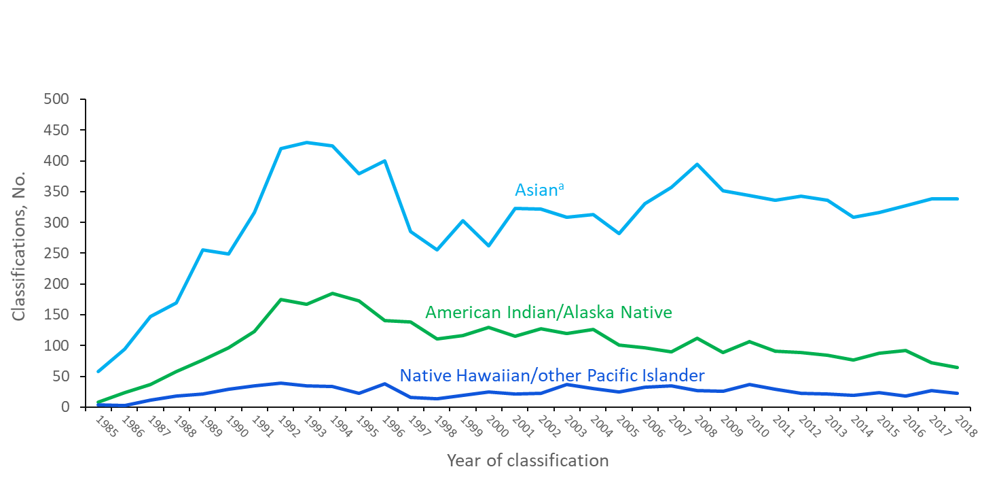 500
450
400
350
300
250
200
150
100
50
0
Classifications, No.
Asianª
American Indian/Alaska Native
Native Hawaiian/other Pacific Islander
1985 1986 1987 1988 1989 1990 1991 1992 1993 1994 1995 1996 1997 1998 1999 2000 2001 2002 2003 2004 2005 2006 2007 2008 2009 2010 2011 2012 2013 2014 2015 2016 2017 2018
Year of classification